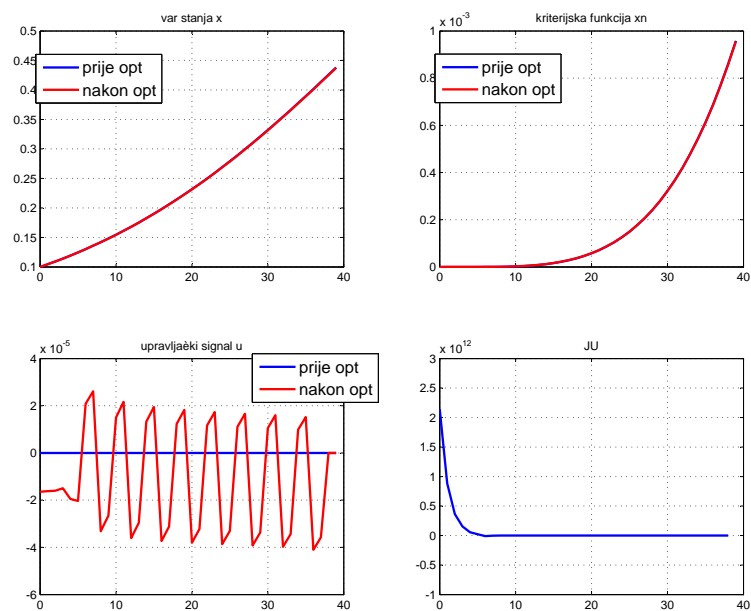 var stanja x
0.5
0.45
0.4
0.35
0.3
0.25
0.2
0.15
0.1
0 10 20 30 40
prije opt
nakon opt
kriterijska funkcija xn
x 10⁻³
1
0.8
0.6
0.4
0.2
0
0 10 20 30 40
prije opt
nakon opt
upravljaèki signal u
x 10⁻⁵
4
2
0
-2
-4
-6
0 10 20 30 40
prije opt
nakon opt
JU
x 10¹²
3
2.5
2
1.5
1
0.5
0
-0.5
-1
0 10 20 30 40